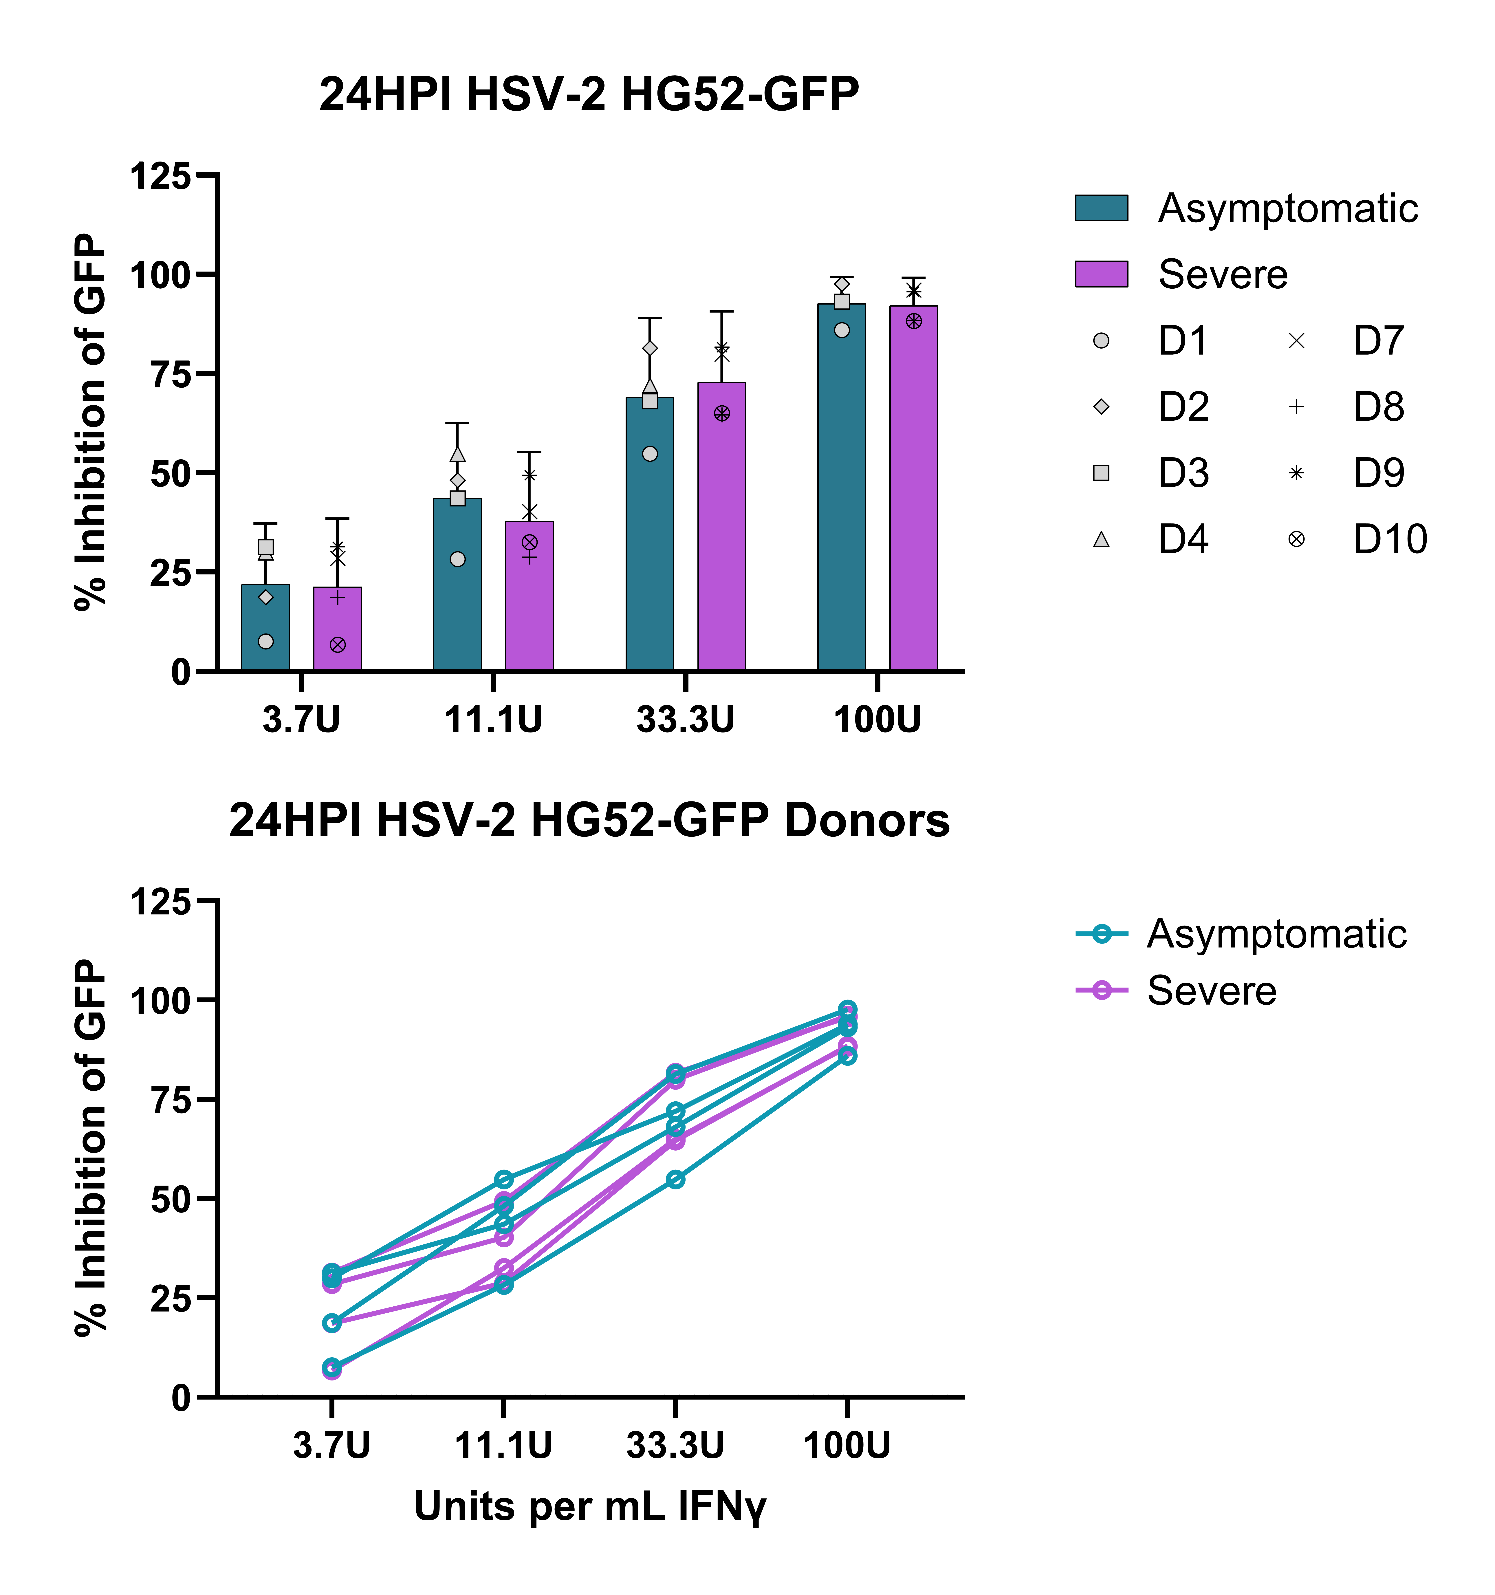 24HPI HSV-2 HG52-GFP
% Inhibition of GFP
125
100
75
50
25
0
3.7U 11.1U 33.3U 100U
Asymptomatic
Severe
D1 D7
D2 D8
D3 D9
D4 D10
24HPI HSV-2 HG52-GFP Donors
% Inhibition of GFP
125
100
75
50
25
0
3.7U 11.1U 33.3U 100U
Units per mL IFNγ
Asymptomatic
Severe